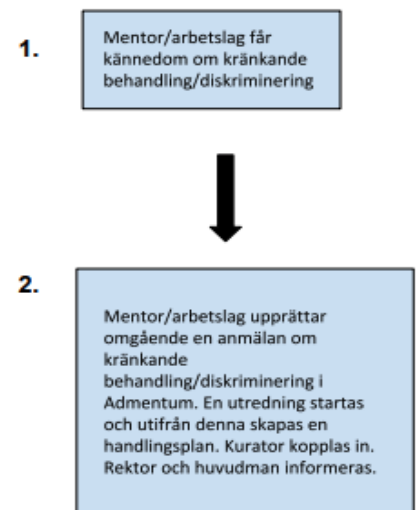 1.
Mentor/arbetslag får
kännedom om kränkande
behandling/diskriminering
2.
Mentor/arbetslag upprättar
omgående en anmälan om
kränkande
behandling/diskriminering i
Admentum. En utredning startas
och utifrån denna skapas en
handlingsplan. Kurator kopplas in.
Rektor och huvudman informeras.